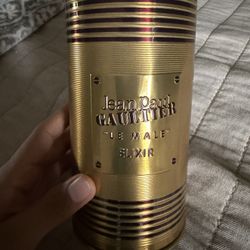 Jean Paul
GAULTIER
"LE MALE"
ELIXIR